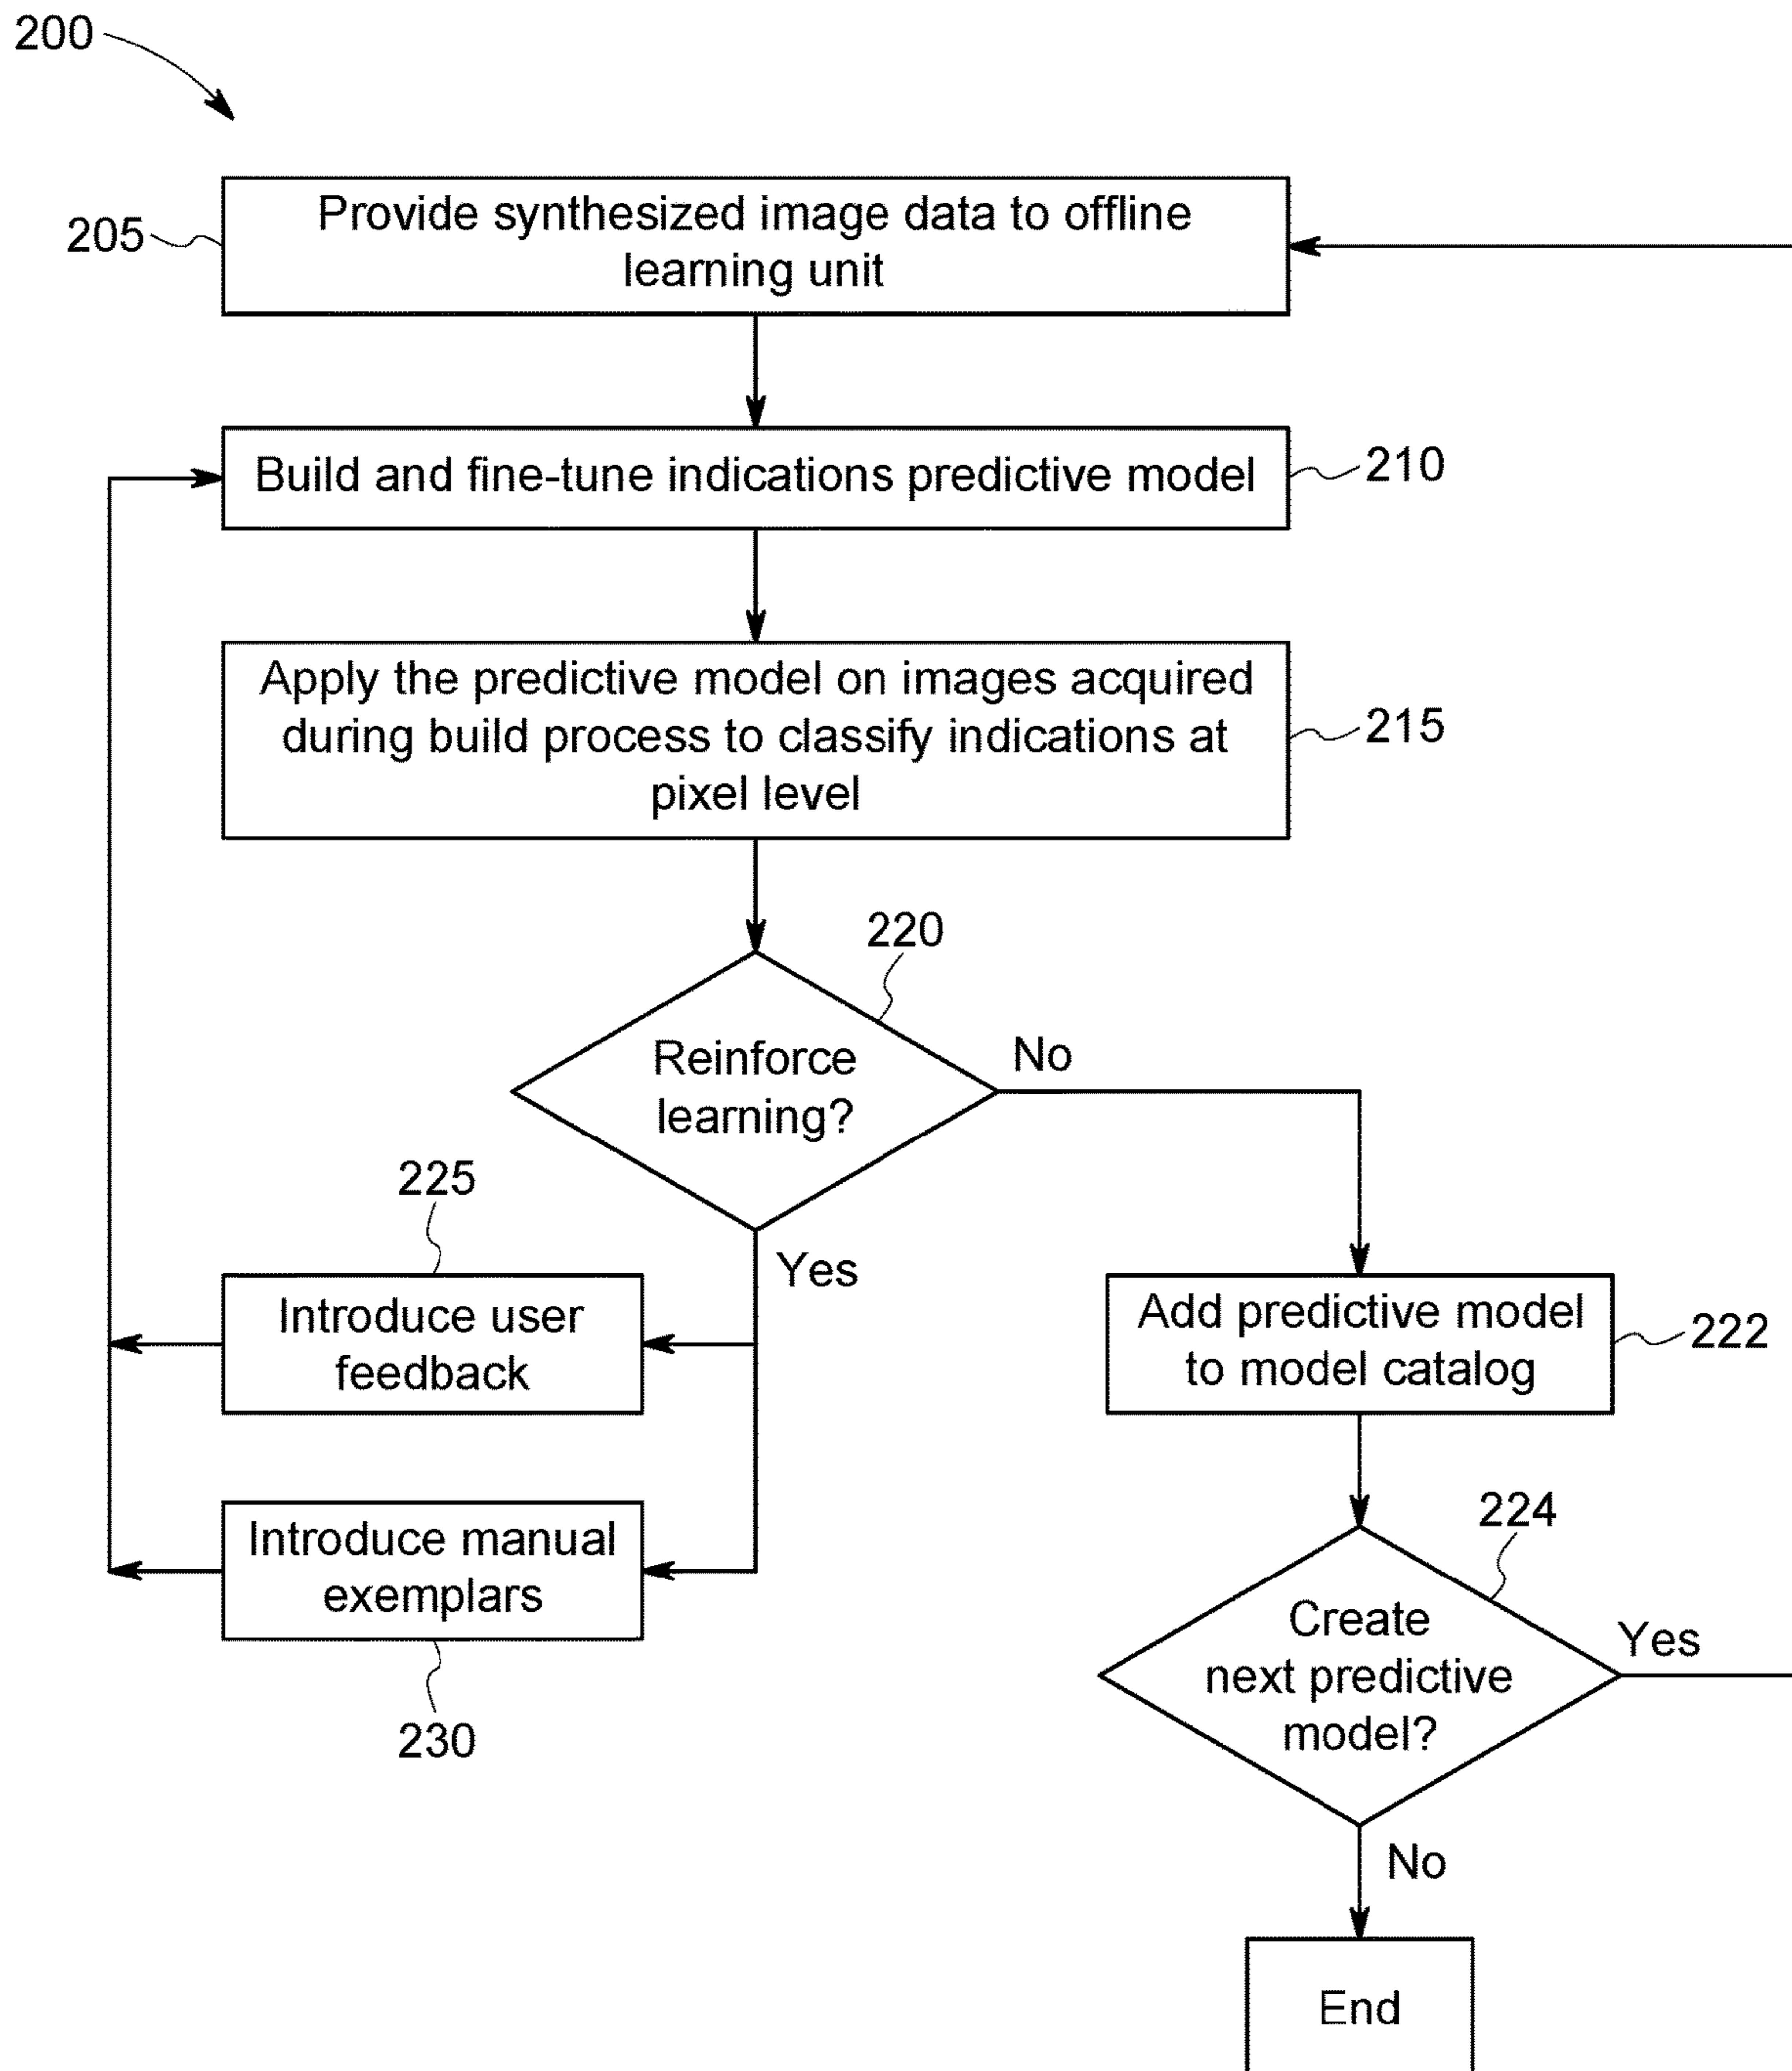 200
Provide synthesized image data to offline
learning unit
205
Build and fine-tune indications predictive model
210
Apply the predictive model on images acquired
during build process to classify indications at
pixel level
215
220
Reinforce
learning?
No
Yes
225
Introduce user
feedback
Introduce manual
exemplars
230
Add predictive model
to model catalog
222
224
Create
next predictive
model?
Yes
No
End